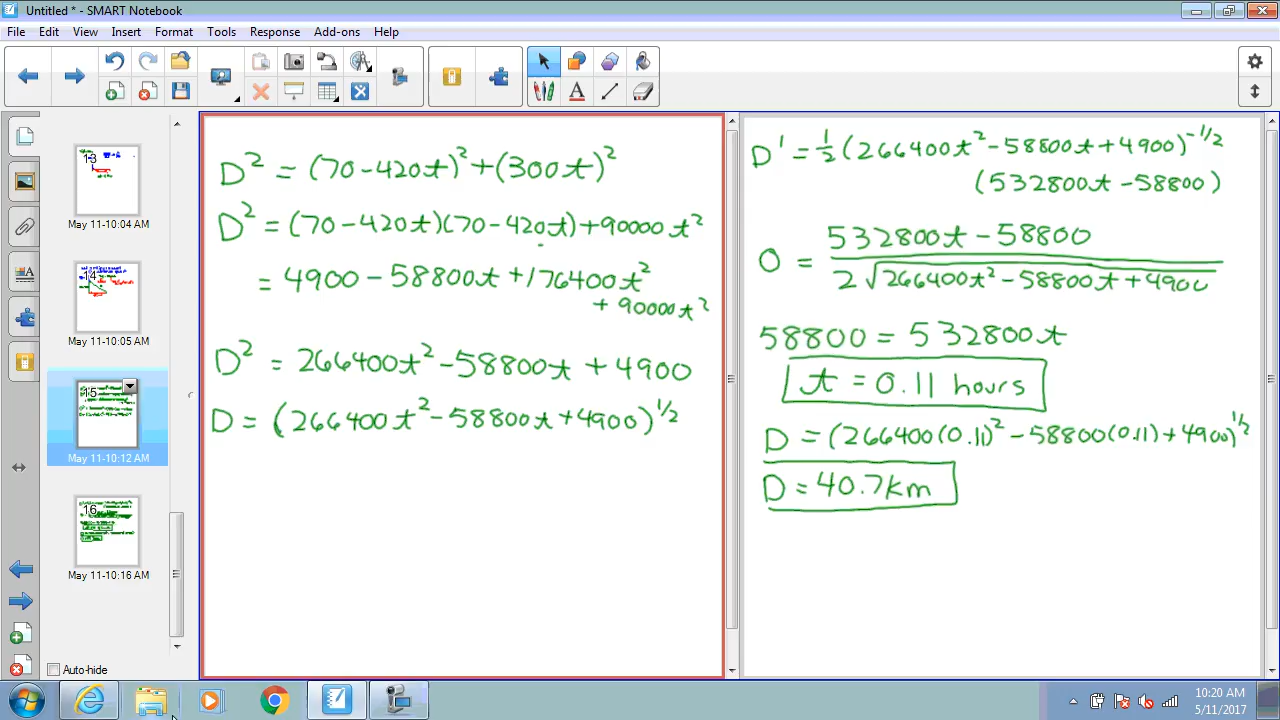 Untitled * - SMART Notebook
File Edit View Insert Format Tools Response Add-ons Help
13
May 11-10:04 AM
14
May 11-10:05 AM
15
May 11-10:12 AM
16
May 11-10:16 AM
Auto-hide
D² = (70-420t)² + (300t)²
D² = (70-420t)(70-420t) + 90000t²
= 4900 - 58800t + 176400t²
+ 90000t²
D² = 266400t² - 58800t + 4900
D = (266400t² - 58800t + 4900)^1/2
D' = 1/2 (266400t² - 58800t + 4900)^-1/2
(532800t - 58800)
0 = 532800t - 58800
2√266400t² - 58800t + 4900
58800 = 532800t
t = 0.11 hours
D = (266400(0.11)² - 58800(0.11) + 4900)^1/2
D = 40.7km
10:20 AM
5/11/2017